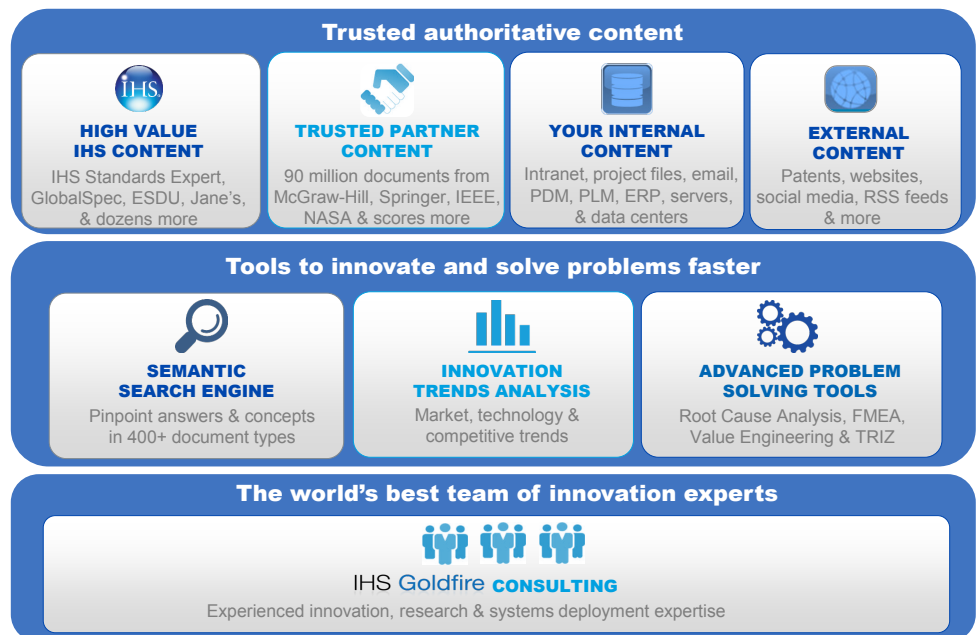 Trusted authoritative content
iHS
HIGH VALUE
IHS CONTENT
IHS Standards Expert,
GlobalSpec, ESDU, Jane's,
& dozens more
TRUSTED PARTNER
CONTENT
90 million documents from
McGraw-Hill, Springer, IEEE,
NASA & scores more
YOUR INTERNAL
CONTENT
Intranet, project files, email,
PDM, PLM, ERP, servers,
& data centers
EXTERNAL
CONTENT
Patents, websites,
social media, RSS feeds
& more
Tools to innovate and solve problems faster
SEMANTIC
SEARCH ENGINE
Pinpoint answers & concepts
in 400+ document types
INNOVATION
TRENDS ANALYSIS
Market, technology &
competitive trends
ADVANCED PROBLEM
SOLVING TOOLS
Root Cause Analysis, FMEA,
Value Engineering & TRIZ
The world's best team of innovation experts
IHS Goldfire CONSULTING
Experienced innovation, research & systems deployment expertise